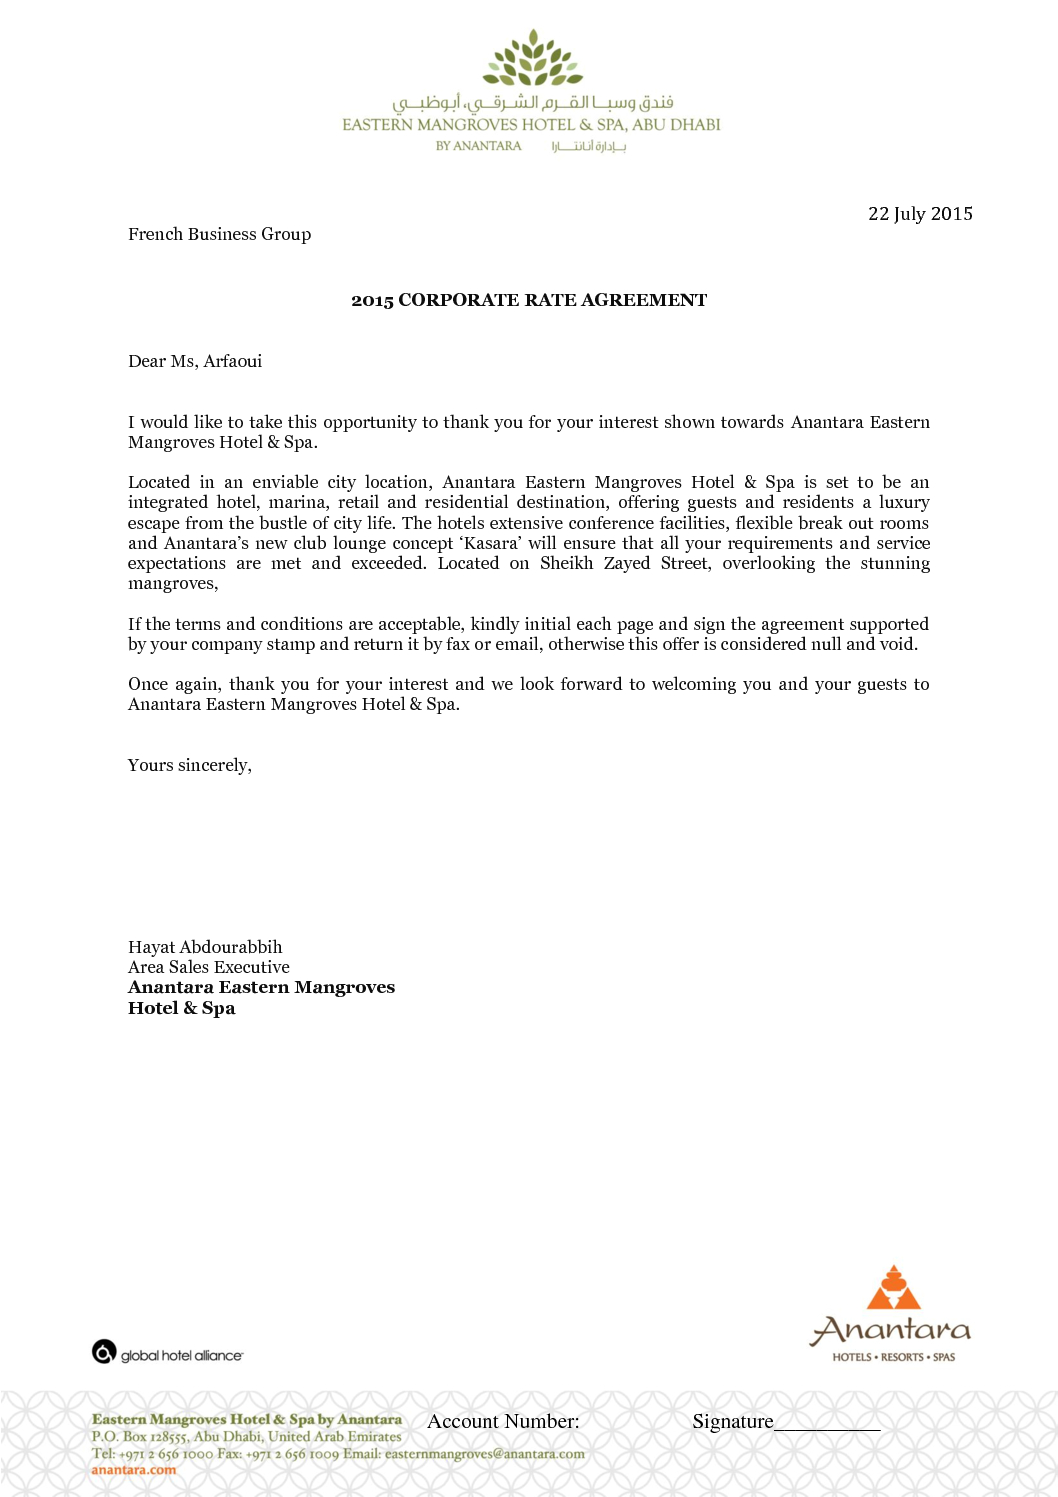 فندق وسبا القرم الشرقي، أبوظبي
EASTERN MANGROVES HOTEL & SPA, ABU DHABI
BY ANANTARA بإدارة أنانتارا
22 July 2015
French Business Group
2015 CORPORATE RATE AGREEMENT
Dear Ms, Arfaoui
I would like to take this opportunity to thank you for your interest shown towards Anantara Eastern
Mangroves Hotel & Spa.
Located in an enviable city location, Anantara Eastern Mangroves Hotel & Spa is set to be an
integrated hotel, marina, retail and residential destination, offering guests and residents a luxury
escape from the bustle of city life. The hotels extensive conference facilities, flexible break out rooms
and Anantara's new club lounge concept ‘Kasara’ will ensure that all your requirements and service
expectations are met and exceeded. Located on Sheikh Zayed Street, overlooking the stunning
mangroves,
If the terms and conditions are acceptable, kindly initial each page and sign the agreement supported
by your company stamp and return it by fax or email, otherwise this offer is considered null and void.
Once again, thank you for your interest and we look forward to welcoming you and your guests to
Anantara Eastern Mangroves Hotel & Spa.
Yours sincerely,
Hayat Abdourabbih
Area Sales Executive
Anantara Eastern Mangroves
Hotel & Spa
Anantara
HOTELS • RESORTS • SPAS
global hotel alliance
Eastern Mangroves Hotel & Spa by Anantara Account Number: Signature__________
P.O. Box 128555, Abu Dhabi, United Arab Emirates
Tel: +971 2 656 1000 Fax: +971 2 656 1009 Email: easternmangroves@anantara.com
anantara.com